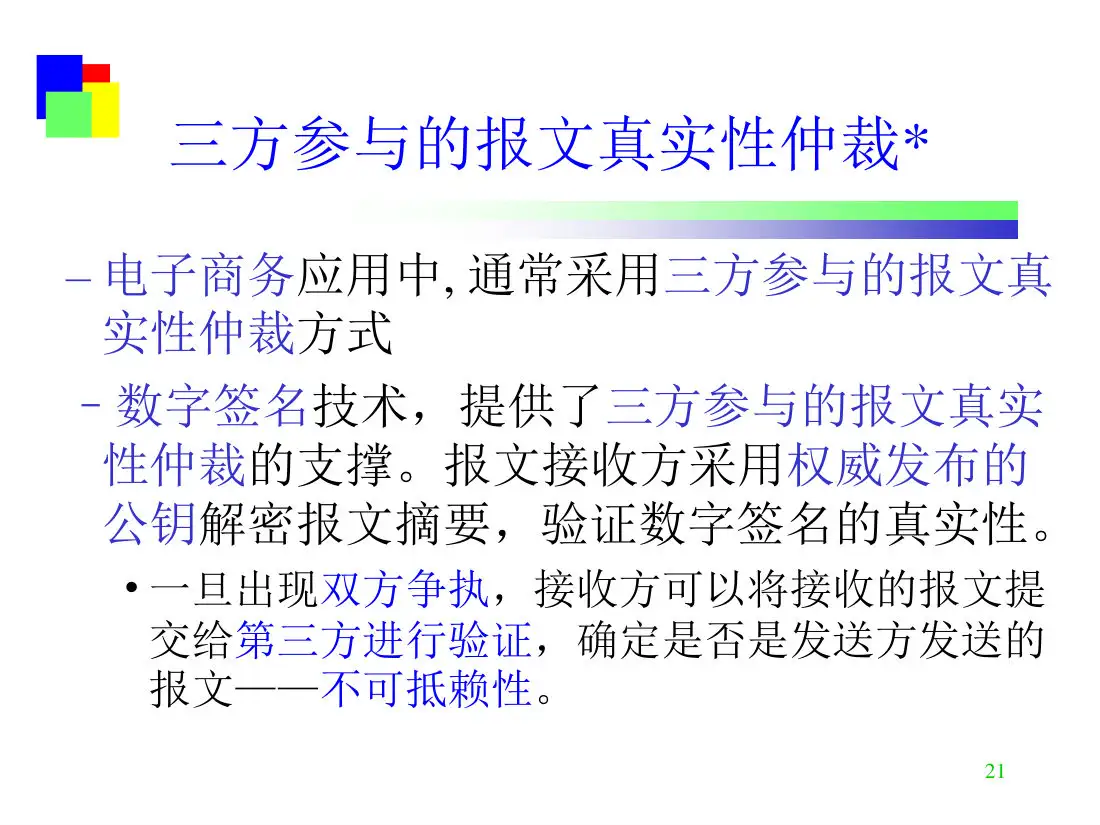 三方参与的报文真实性仲裁*
– 电子商务应用中, 通常采用三方参与的报文真
实性仲裁方式
- 数字签名技术，提供了三方参与的报文真实
性仲裁的支撑。报文接收方采用权威发布的
公钥解密报文摘要，验证数字签名的真实性。
• 一旦出现双方争执，接收方可以将接收的报文提
交给第三方进行验证，确定是否是发送方发送的
报文——不可抵赖性。
21